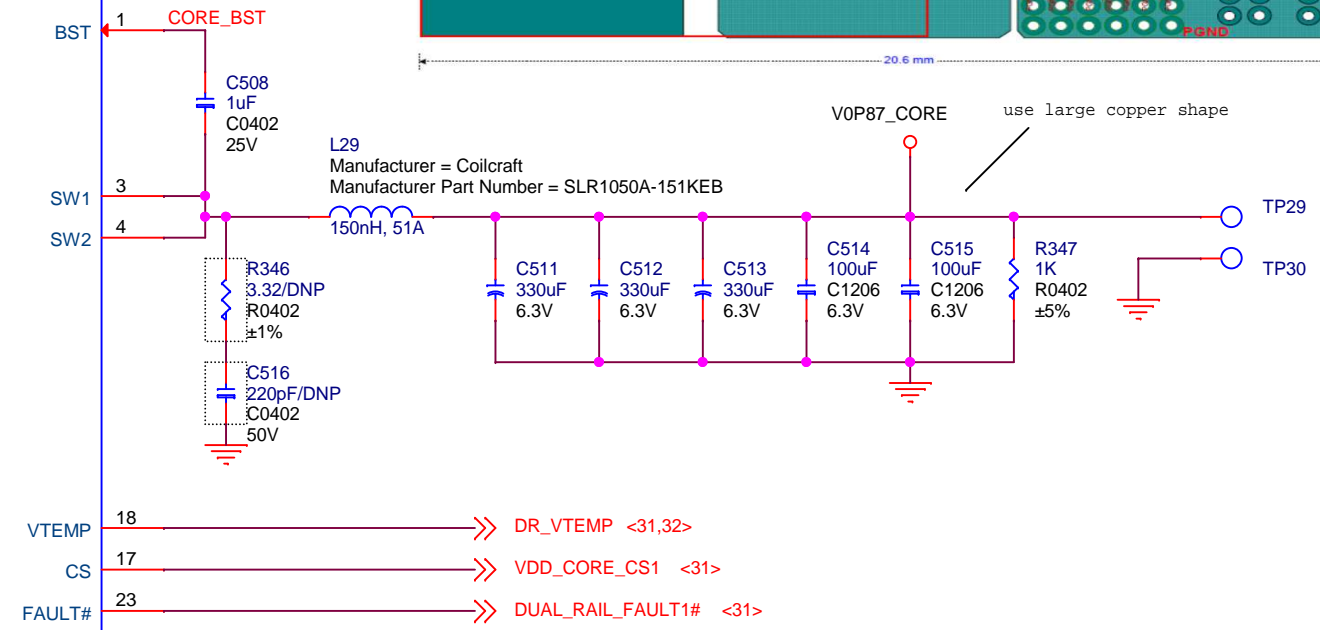 BST
1
CORE_BST
PGND
20.6 mm
C508
1uF
C0402
25V
V0P87_CORE
use large copper shape
L29
Manufacturer = Coilcraft
Manufacturer Part Number = SLR1050A-151KEB
150nH, 51A
SW1
3
SW2
4
TP29
TP30
R346
3.32/DNP
R0402
±1%
C511
330uF
6.3V
C512
330uF
6.3V
C513
330uF
6.3V
C514
100uF
C1206
6.3V
C515
100uF
C1206
6.3V
R347
1K
R0402
±5%
C516
220pF/DNP
C0402
50V
VTEMP
18
DR_VTEMP <31,32>
CS
17
VDD_CORE_CS1 <31>
FAULT#
23
DUAL_RAIL_FAULT1# <31>